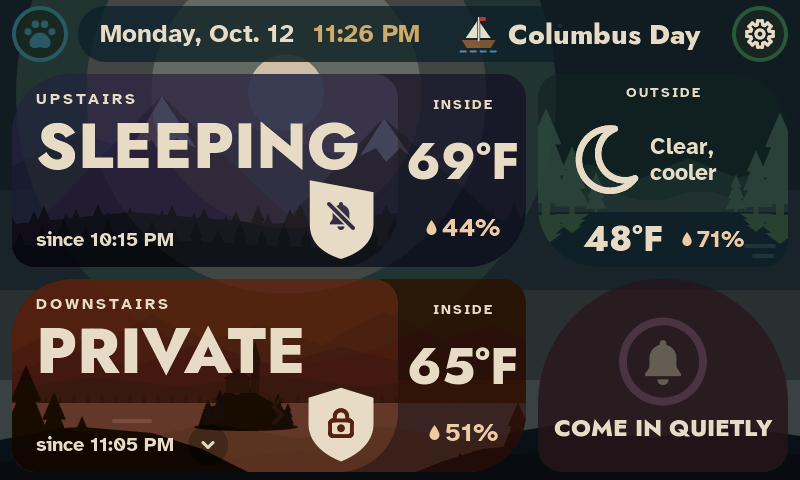 Monday, Oct. 12 11:26 PM Columbus Day
UPSTAIRS
SLEEPING
since 10:15 PM
INSIDE
69°F
44%
OUTSIDE
Clear,
cooler
48°F 71%
DOWNSTAIRS
PRIVATE
since 11:05 PM
INSIDE
65°F
51%
COME IN QUIETLY